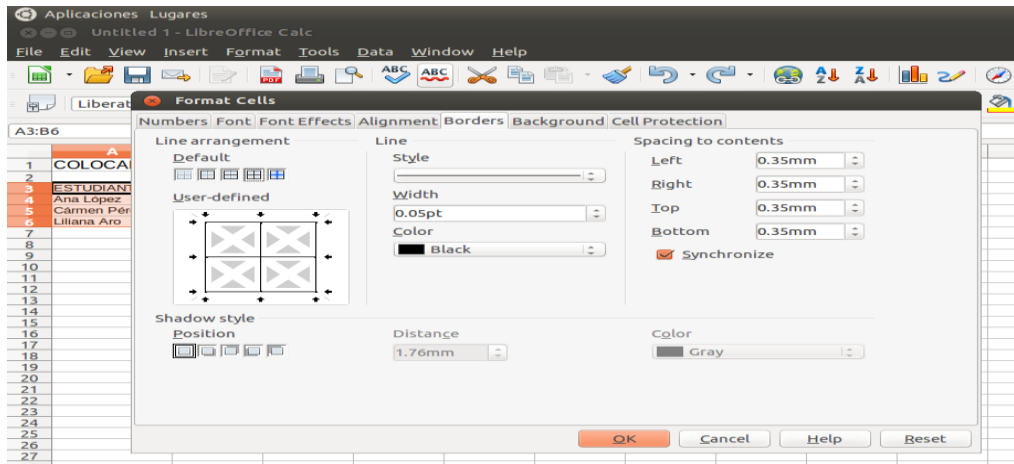 Aplicaciones Lugares
Untitled 1 - LibreOffice Calc
File Edit View Insert Format Tools Data Window Help
PDF ABC ABC A Z Z A
Liberat
Format Cells
A3:B6
Numbers Font Font Effects Alignment Borders Background Cell Protection
Line arrangement Line Spacing to contents
Default Style Left 0.35mm
User-defined Width Right 0.35mm
0.05pt Top 0.35mm
Color Bottom 0.35mm
Black Synchronize
Shadow style
Position Distance Color
1.76mm Gray
OK Cancel Help Reset
A
1 COLOCA
2
3 ESTUDIANT
4 Ana López
5 Cármen Pér
6 Liliana Aro
7
8
9
10
11
12
13
14
15
16
17
18
19
20
21
22
23
24
25
26
27